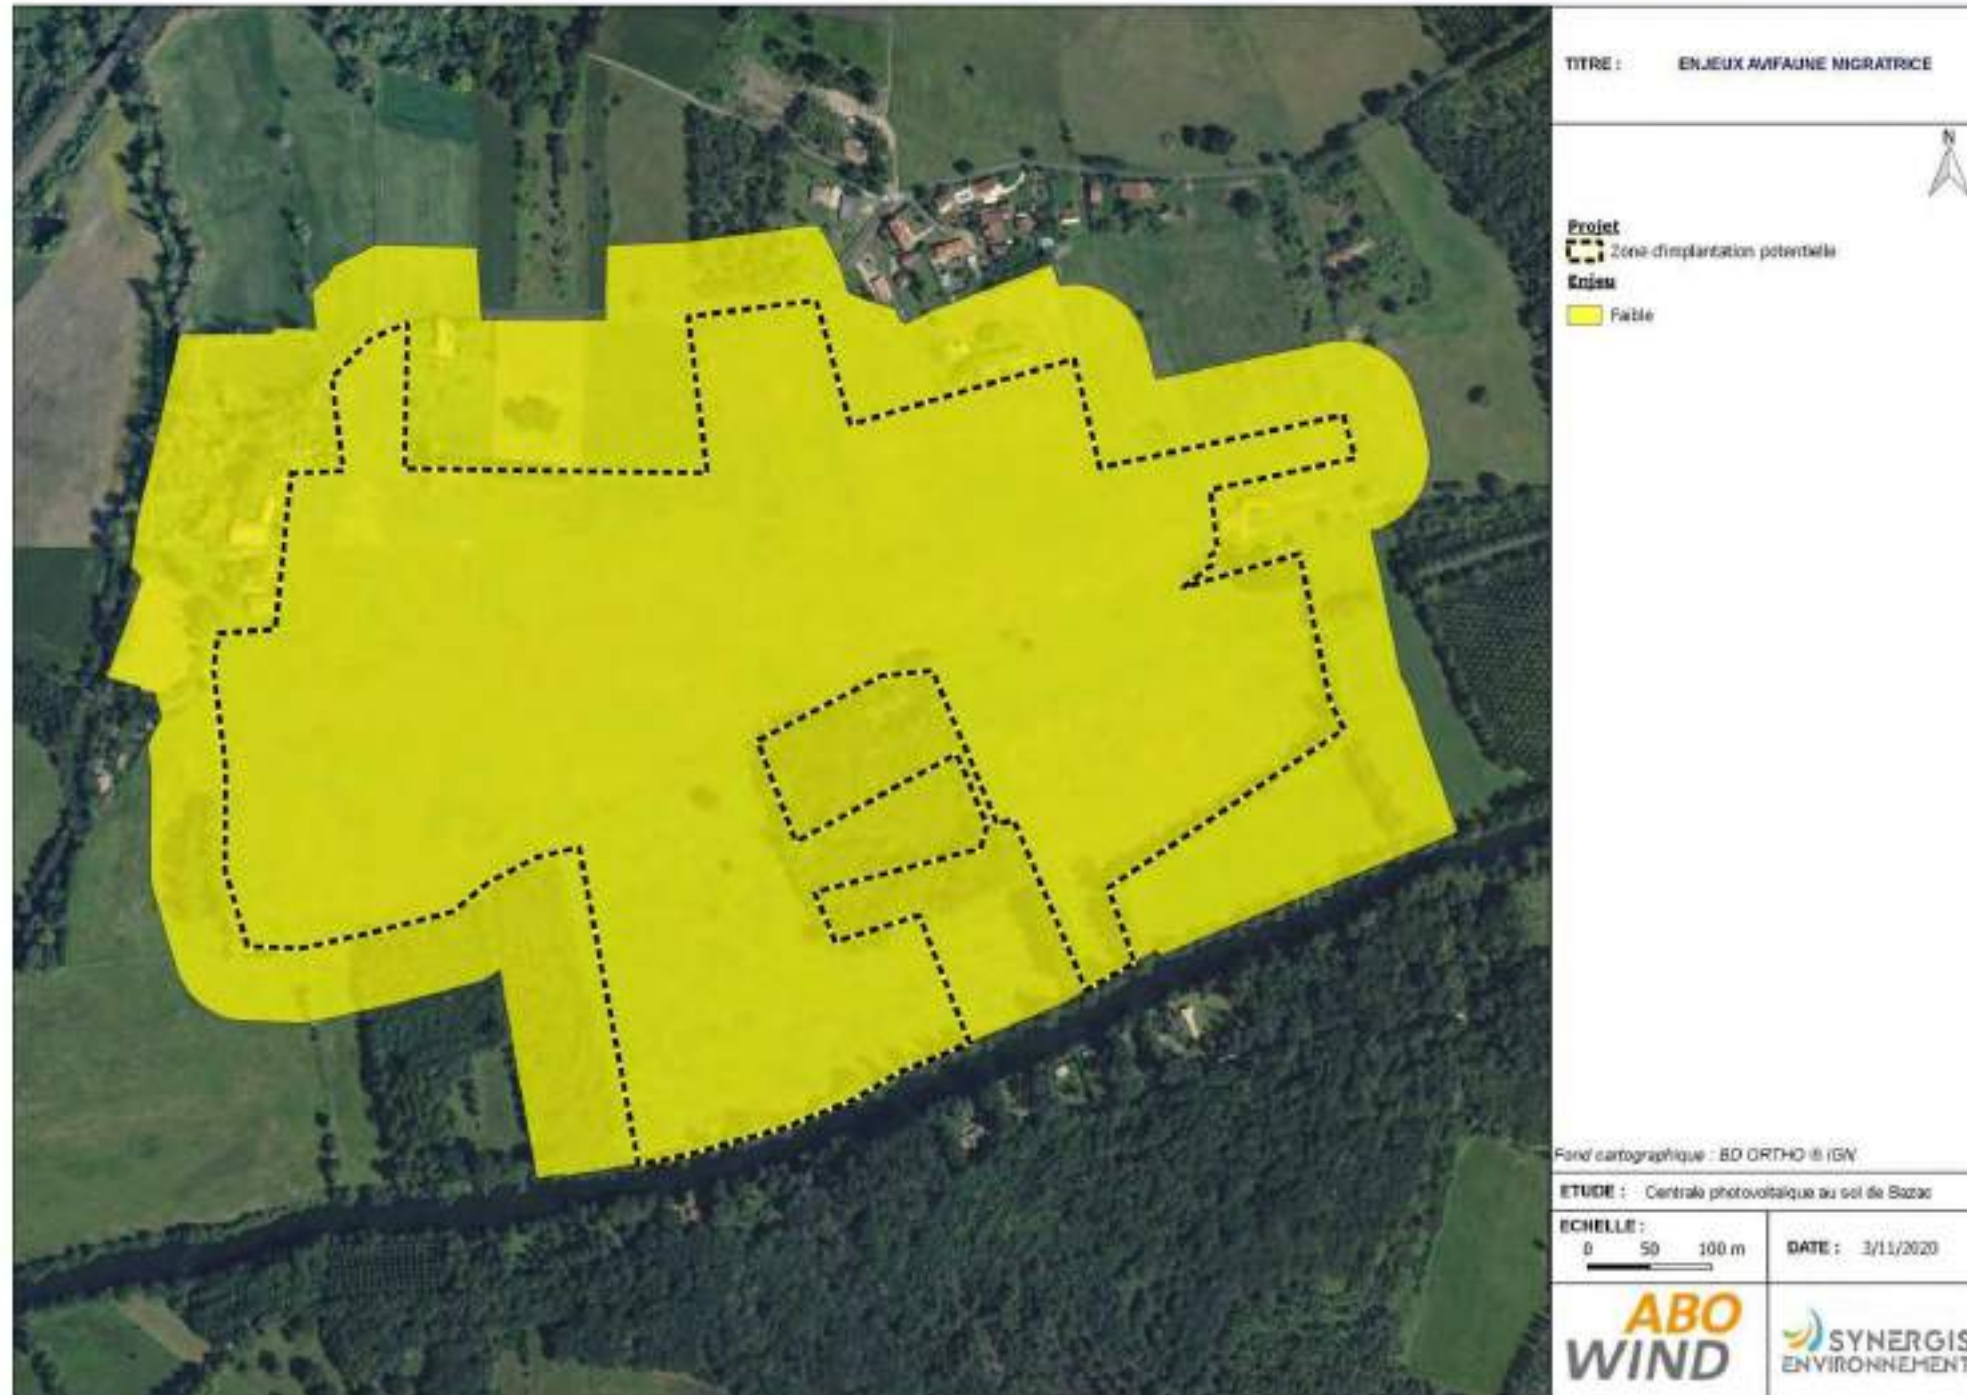 TITRE : ENJEUX AVIFAUNE MIGRATRICE
N
Projet
Zone d'implantation potentielle
Enjeu
Faible
Fond cartographique : BD ORTHO ® IGN
ETUDE : Centrale photovoltaïque au sol de Bazac
ECHELLE :
0 50 100 m
DATE : 3/11/2020
ABO
WIND
SYNERGIS
ENVIRONNEMENT